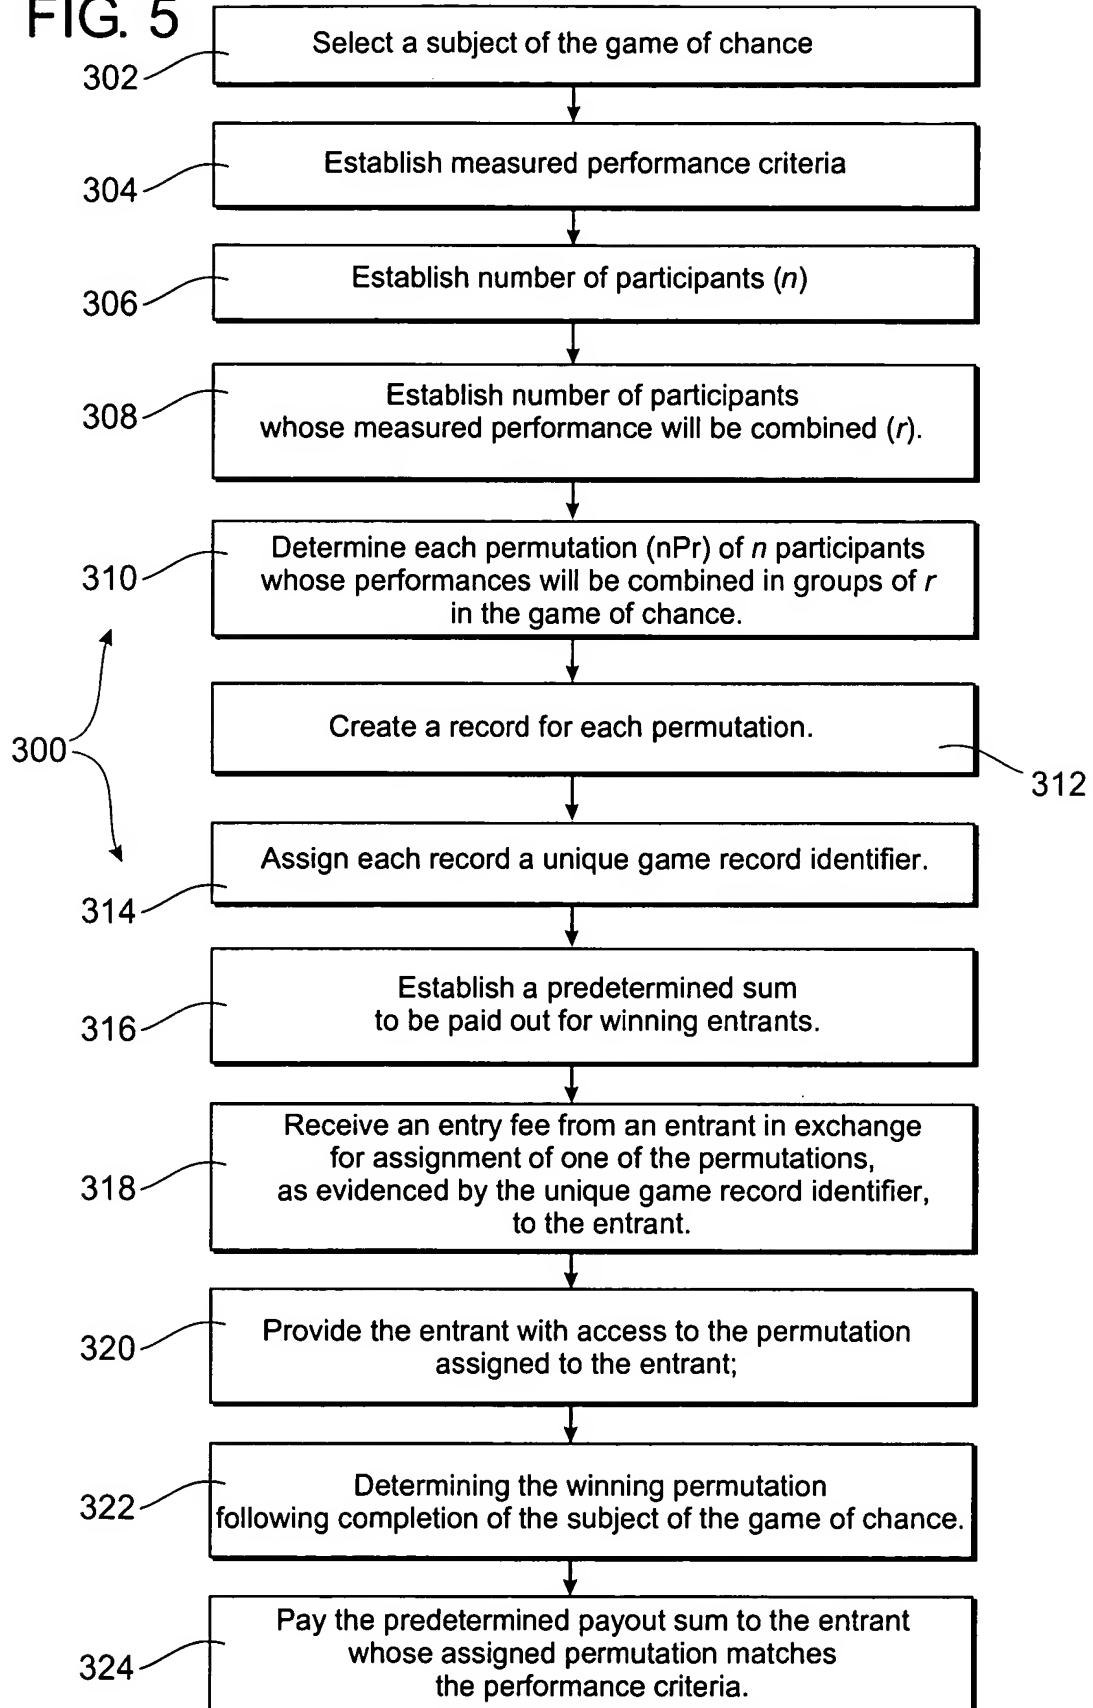 FIG. 5
Select a subject of the game of chance
302
Establish measured performance criteria
304
Establish number of participants (n)
306
Establish number of participants
whose measured performance will be combined (r).
308
Determine each permutation (nPr) of n participants
whose performances will be combined in groups of r
in the game of chance.
310
300
Create a record for each permutation.
312
Assign each record a unique game record identifier.
314
Establish a predetermined sum
to be paid out for winning entrants.
316
Receive an entry fee from an entrant in exchange
for assignment of one of the permutations,
as evidenced by the unique game record identifier,
to the entrant.
318
Provide the entrant with access to the permutation
assigned to the entrant;
320
Determining the winning permutation
following completion of the subject of the game of chance.
322
Pay the predetermined payout sum to the entrant
whose assigned permutation matches
the performance criteria.
324